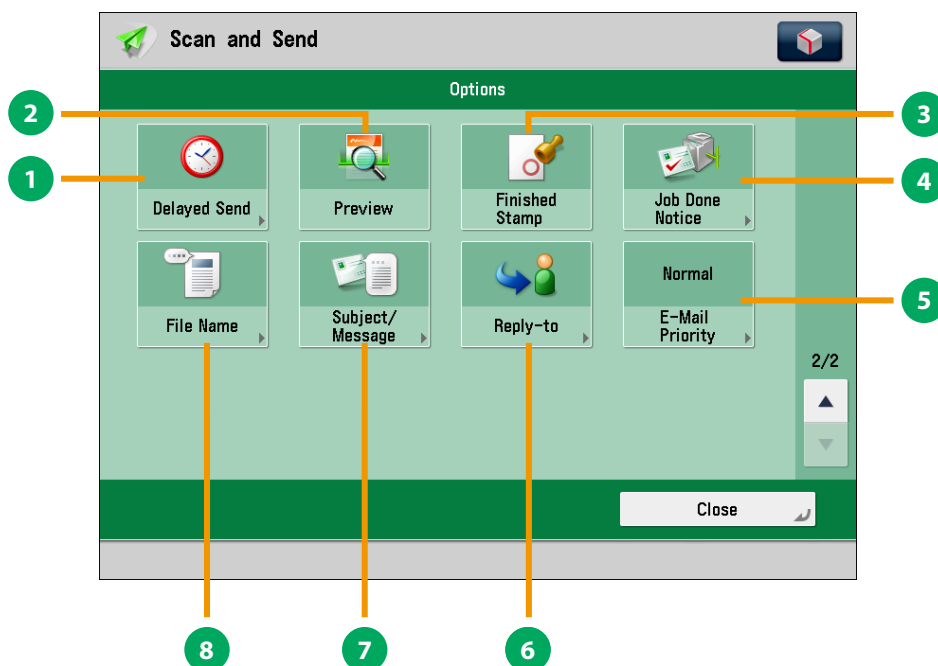 Scan and Send
Options
2
3
1
4
Delayed Send
Preview
Finished
Stamp
Job Done
Notice
Normal
5
File Name
Subject/
Message
Reply-to
E-Mail
Priority
2/2
Close
8
7
6